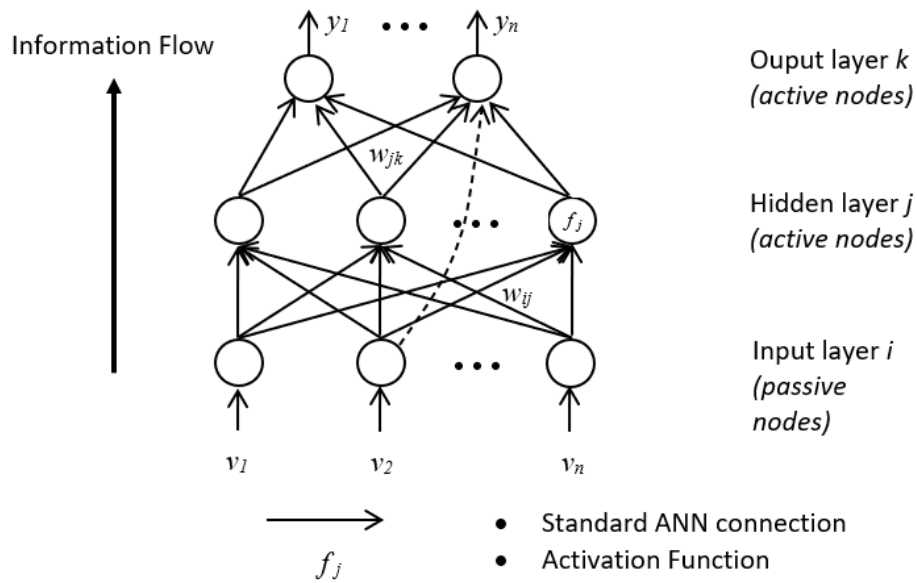 y1 ••• yn
Information Flow
Ouput layer k
(active nodes)
wjk
Hidden layer j
••• fj
(active nodes)
wij
Input layer i
•••
(passive
nodes)
v1 v2 vn
• Standard ANN connection
fj • Activation Function